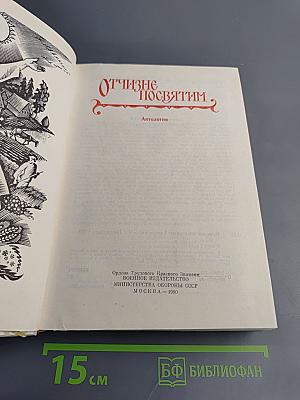 ОТЧИЗНЕ
ПОСВЯТИМ
Антология
Ордена Трудового Красного Знамени
ВОЕННОЕ ИЗДАТЕЛЬСТВО
МИНИСТЕРСТВА ОБОРОНЫ СССР
МОСКВА — 1980
15 см
БФ БИБЛИОФАН